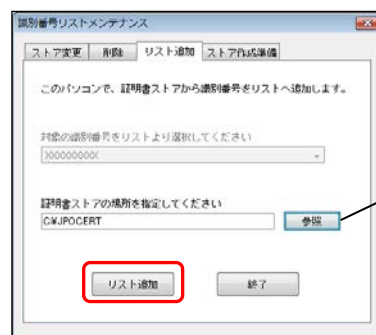 識別番号リストメンテナンス
ストア変更 削除 リスト追加 ストア作成準備
このパソコンで、証明書ストアから識別番号をリストへ追加します。
対象の識別番号をリストより選択してください
XXXXXXXXX
証明書ストアの場所を指定してください
C:¥JPOCERT 参照
リスト追加 終了